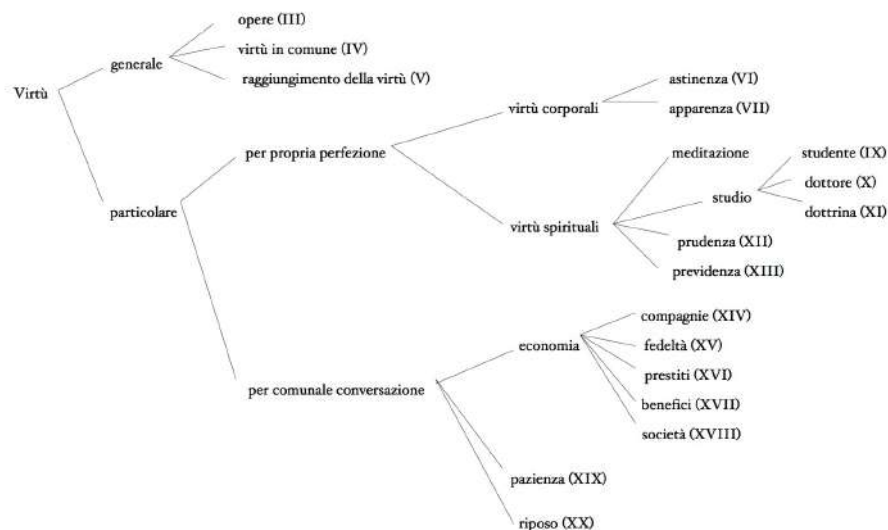 Virtù
generale
opere (III)
virtù in comune (IV)
raggiungimento della virtù (V)
particolare
per propria perfezione
virtù corporali
astinenza (VI)
apparenza (VII)
virtù spirituali
meditazione
studio
studente (IX)
dottore (X)
dottrina (XI)
prudenza (XII)
previdenza (XIII)
per comunale conversazione
economia
compagnie (XIV)
fedeltà (XV)
prestiti (XVI)
benefici (XVII)
società (XVIII)
pazienza (XIX)
riposo (XX)